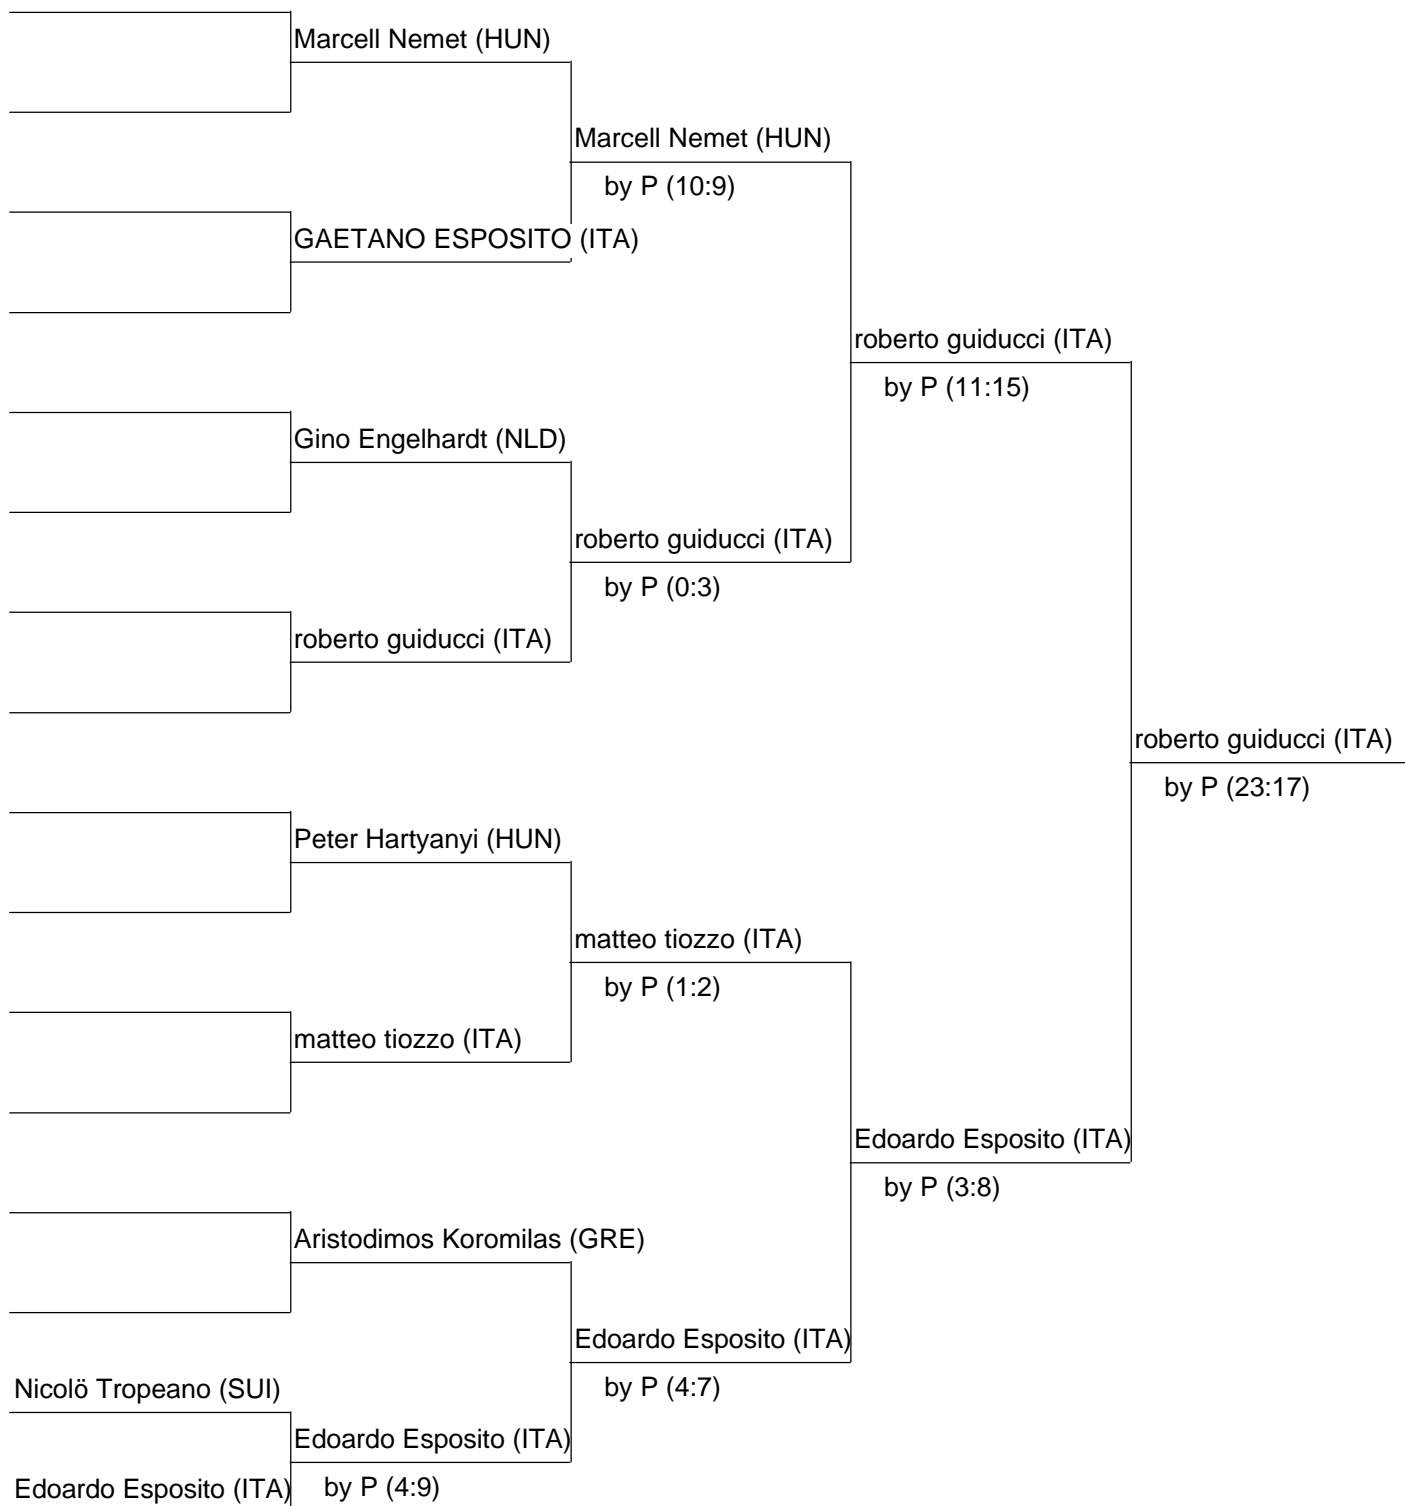 Marcell Nemet (HUN)
Marcell Nemet (HUN)
by P (10:9)
GAETANO ESPOSITO (ITA)
roberto guiducci (ITA)
by P (11:15)
Gino Engelhardt (NLD)
roberto guiducci (ITA)
by P (0:3)
roberto guiducci (ITA)
roberto guiducci (ITA)
by P (23:17)
Peter Hartyanyi (HUN)
matteo tiozzo (ITA)
by P (1:2)
matteo tiozzo (ITA)
Edoardo Esposito (ITA)
by P (3:8)
Aristodimos Koromilas (GRE)
Edoardo Esposito (ITA)
by P (4:7)
Nicolö Tropeano (SUI)
Edoardo Esposito (ITA)
by P (4:9)
Edoardo Esposito (ITA)